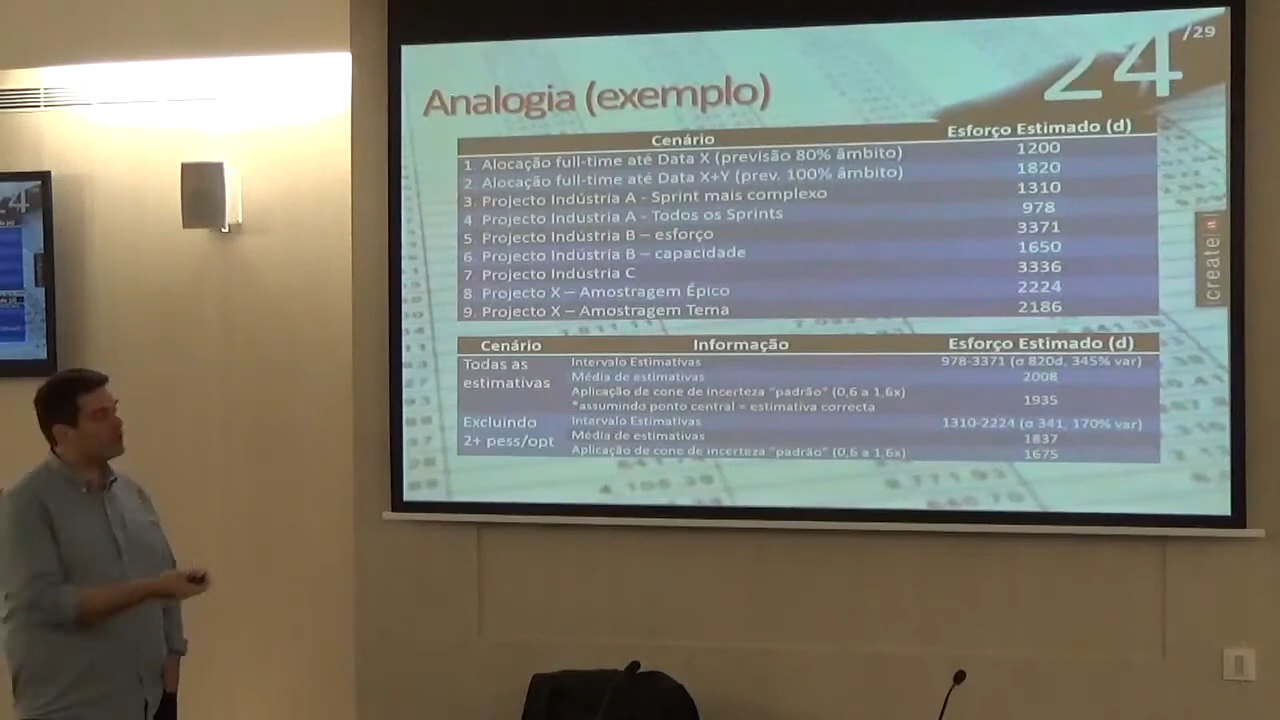 24 /29
Analogia (exemplo)
Cenário Esforço Estimado (d)
1. Alocação full-time até Data X (previsão 80% âmbito) 1200
2. Alocação full-time até Data X+Y (prev. 100% âmbito) 1820
3. Projecto Indústria A - Sprint mais complexo 1310
4. Projecto Indústria A - Todos os Sprints 978
5. Projecto Indústria B – esforço 3371
6. Projecto Indústria B – capacidade 1650
7. Projecto Indústria C 3336
8. Projecto X – Amostragem Épico 2224
9. Projecto X – Amostragem Tema 2186
Cenário Informação Esforço Estimado (d)
Todas as estimativas Intervalo Estimativas 978-3371 (σ 820d, 345% var)
Média de estimativas 2008
Aplicação de cone de incerteza "padrão" (0,6 a 1,6x) 1935
*assumindo ponto central = estimativa correcta
Excluindo 2+ pess/opt Intervalo Estimativas 1310-2224 (σ 341, 170% var)
Média de estimativas 1837
Aplicação de cone de incerteza "padrão" (0,6 a 1,6x) 1675
create it